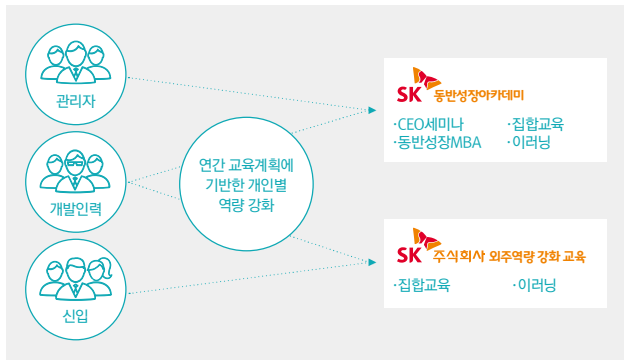 관리자
개발인력
신입
연간 교육계획에
기반한 개인별
역량 강화
SK 동반성장아카데미
·CEO세미나 ·집합교육
·동반성장MBA ·이러닝
SK 주식회사 외주역량 강화 교육
·집합교육 ·이러닝